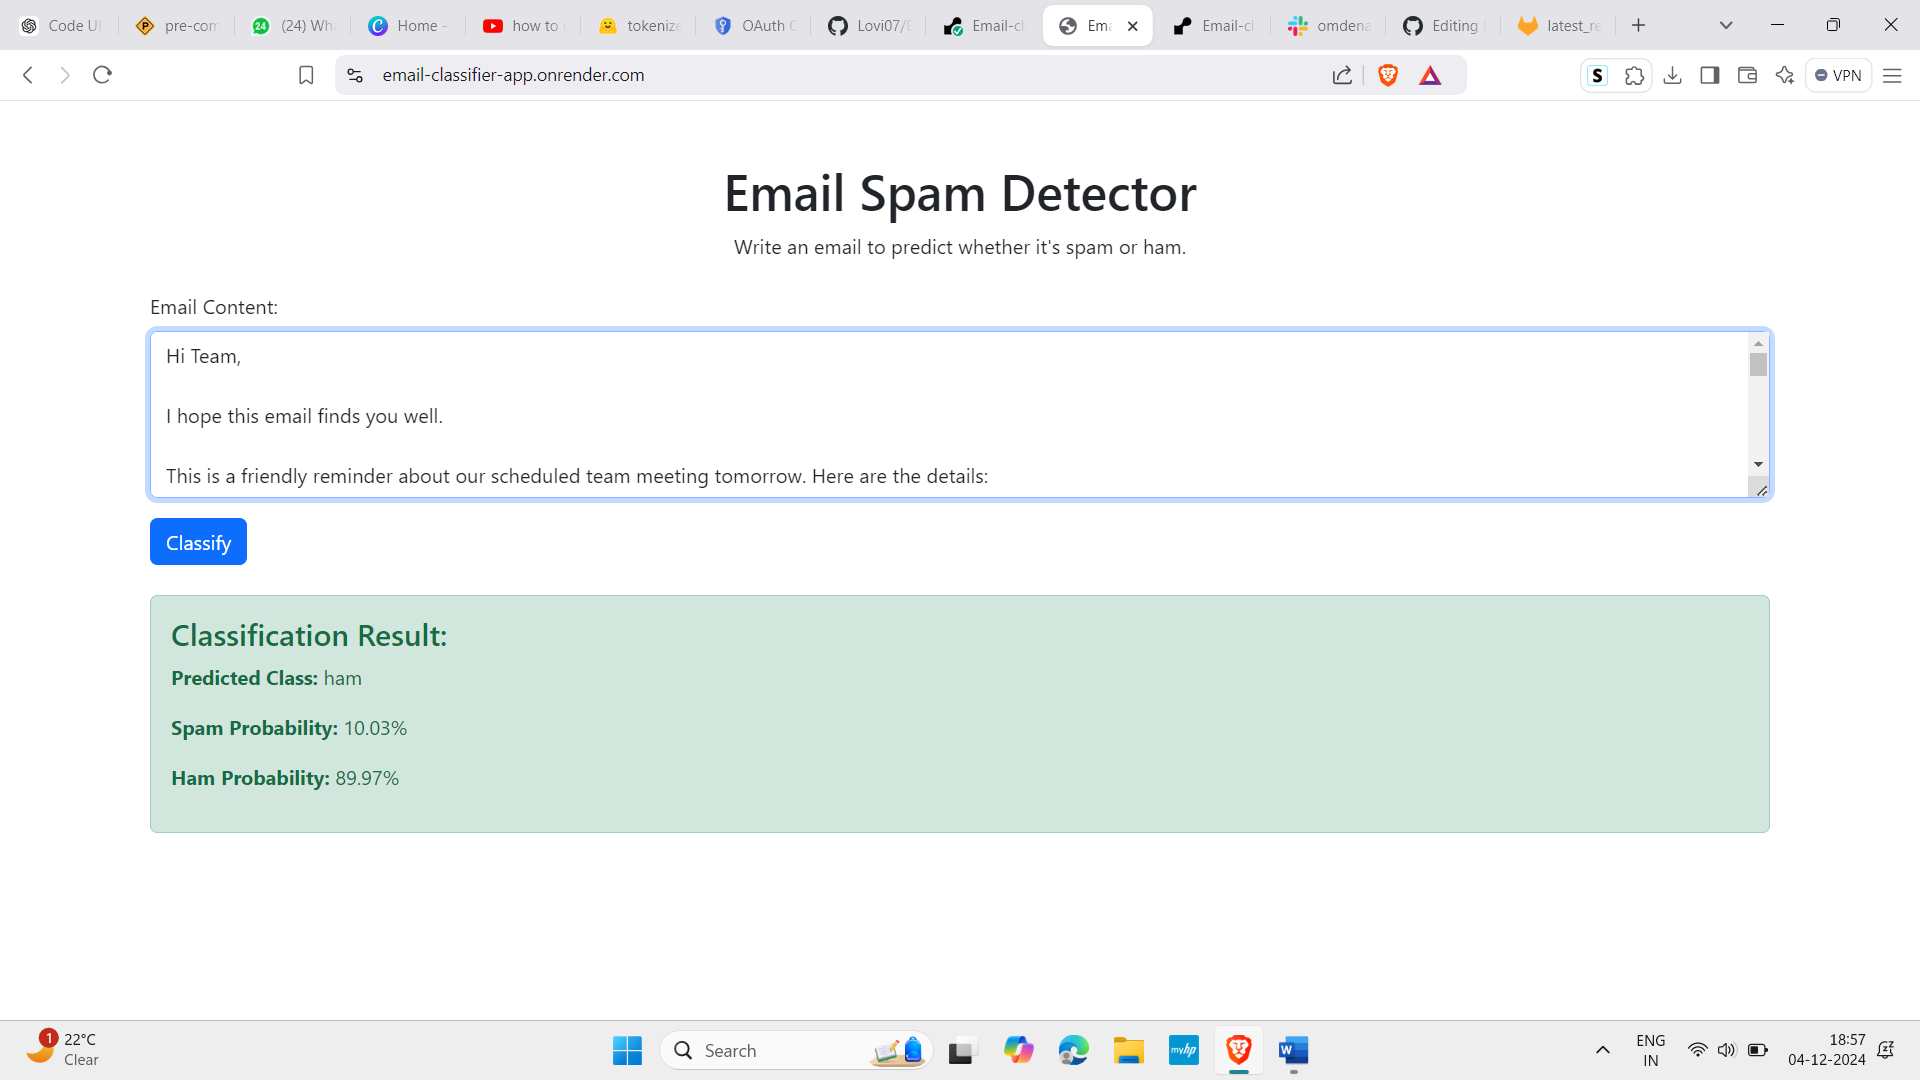 Code UI
pre-com
(24) Wha
Home -
how to
tokenize
OAuth C
Lovi07/E
Email-cl
Ema
Email-cl
omdena
Editing
latest_re
email-classifier-app.onrender.com
VPN
Email Spam Detector
Write an email to predict whether it's spam or ham.
Email Content:
Hi Team,
I hope this email finds you well.
This is a friendly reminder about our scheduled team meeting tomorrow. Here are the details:
Classify
Classification Result:
Predicted Class: ham
Spam Probability: 10.03%
Ham Probability: 89.97%
1
22°C
Clear
Search
myhp
ENG
IN
18:57
04-12-2024